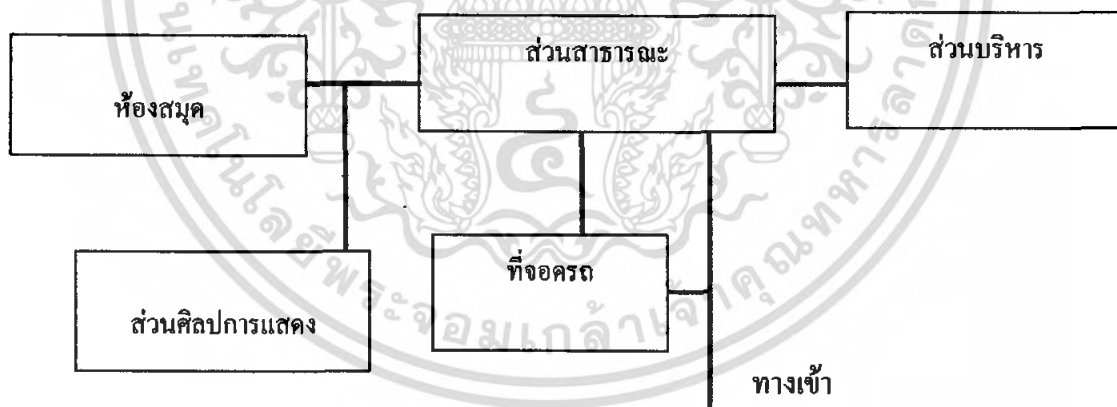 ส่วนสาธารณะ
ส่วนบริหาร
ห้องสมุด
ที่จอดรถ
ส่วนศิลปการแสดง
ทางเข้า